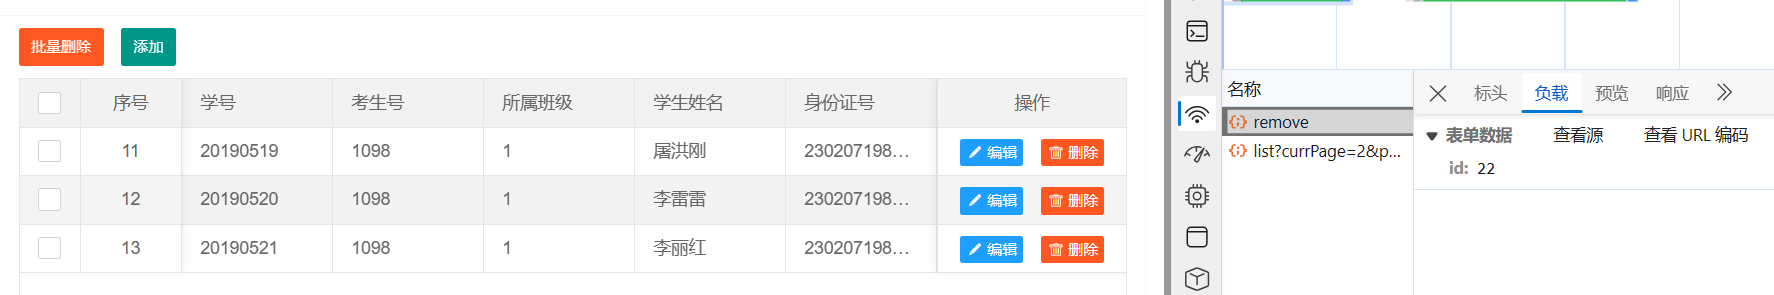 批量删除 添加
序号 学号 考生号 所属班级 学生姓名 身份证号 操作
11 20190519 1098 1 屠洪刚 230207198... 编辑 删除
12 20190520 1098 1 李雷雷 230207198... 编辑 删除
13 20190521 1098 1 李丽红 230207198... 编辑 删除
名称
remove
list?currPage=2&p...
标头 负载 预览 响应
表单数据 查看源 查看 URL 编码
id: 22